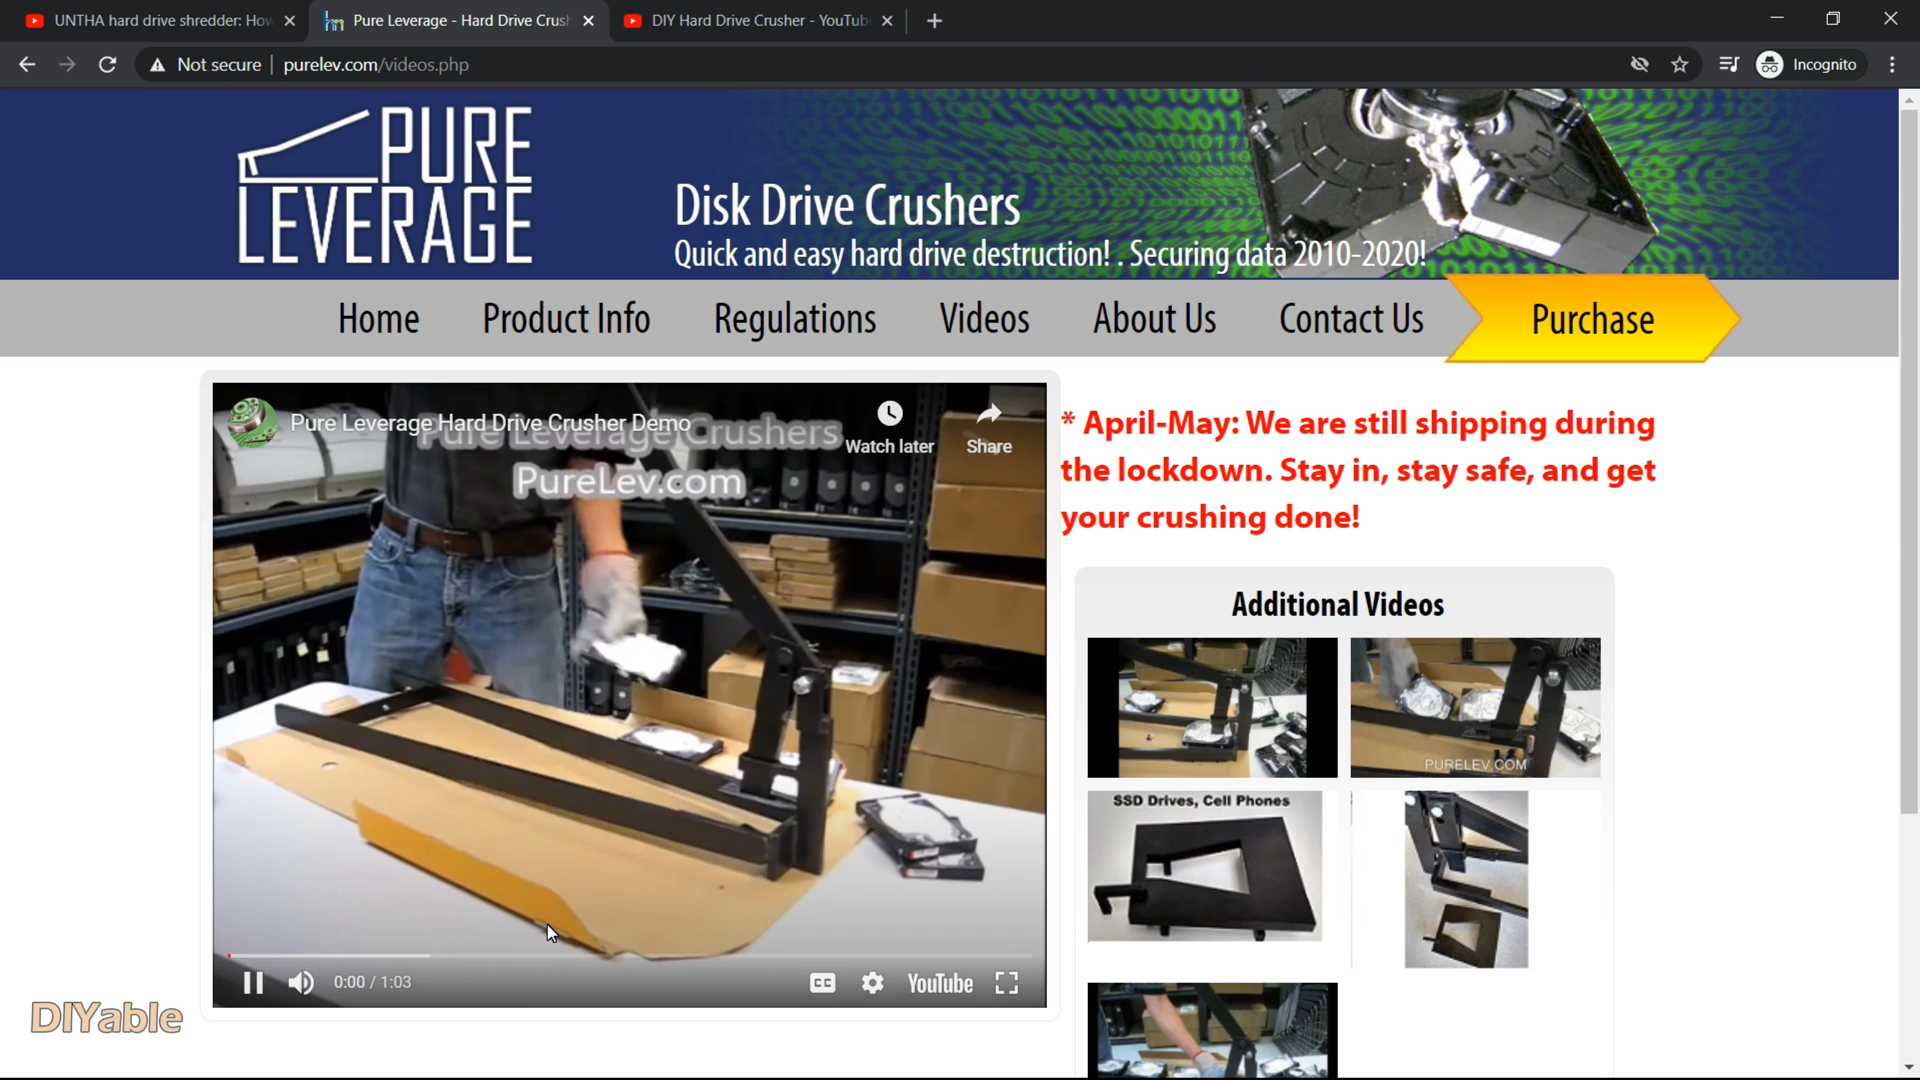 UNTHA hard drive shredder: How
Pure Leverage - Hard Drive Crush
DIY Hard Drive Crusher - YouTub
Not secure
purelev.com/videos.php
Incognito
PURE
LEVERAGE
Disk Drive Crushers
Quick and easy hard drive destruction! . Securing data 2010-2020!
Home
Product Info
Regulations
Videos
About Us
Contact Us
Purchase
Pure Leverage Hard Drive Crusher Demo
Pure Leverage Crushers
PureLev.com
Watch later
Share
* April-May: We are still shipping during
the lockdown. Stay in, stay safe, and get
your crushing done!
Additional Videos
PURELEV.COM
SSD Drives, Cell Phones
0:00 / 1:03
CC
YouTube
DIYable